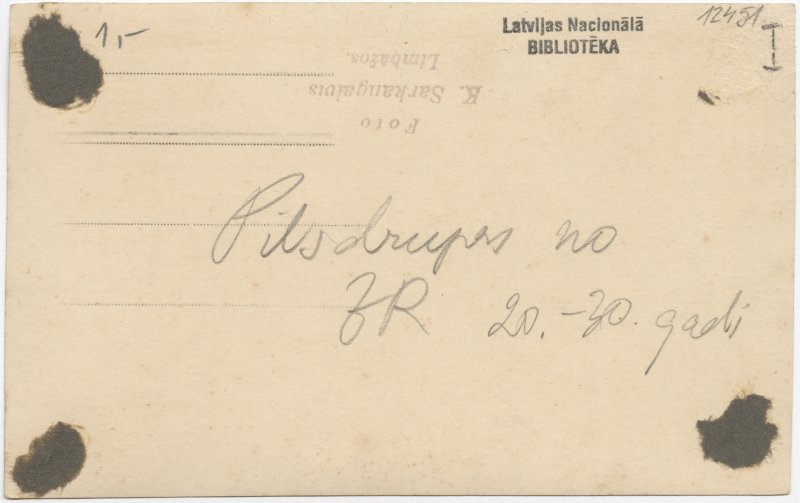 1,-
Latvijas Nacionālā
BIBLIOTĒKA
12451
I
Foto
K. Sarkangalvis
Limbažos.
Pilsdrupas no
ZR 20.-30. gadi